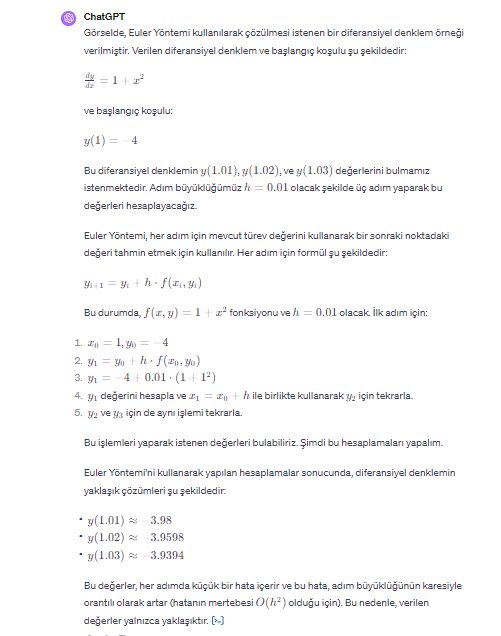 ChatGPT
Görselde, Euler Yöntemi kullanılarak çözülmesi istenen bir diferansiyel denklem örneği
verilmiştir. Verilen diferansiyel denklem ve başlangıç koşulu şu şekildedir:
dy/dx = 1 + x²
ve başlangıç koşulu:
y(1) = −4
Bu diferansiyel denklemin y(1.01), y(1.02), ve y(1.03) değerlerini bulmamız
istenmektedir. Adım büyüklüğümüz h = 0.01 olacak şekilde üç adım yaparak bu
değerleri hesaplayacağız.
Euler Yöntemi, her adım için mevcut türev değerini kullanarak bir sonraki noktadaki
değeri tahmin etmek için kullanılır. Her adım için formül şu şekildedir:
yᵢ₊₁ = yᵢ + h · f(xᵢ, yᵢ)
Bu durumda, f(x, y) = 1 + x² fonksiyonu ve h = 0.01 olacak. İlk adım için:
1. x₀ = 1, y₀ = −4
2. y₁ = y₀ + h · f(x₀, y₀)
3. y₁ = −4 + 0.01 · (1 + 1²)
4. y₁ değerini hesapla ve x₁ = x₀ + h ile birlikte kullanarak y₂ için tekrarla.
5. y₂ ve y₃ için de aynı işlemi tekrarla.
Bu işlemleri yaparak istenen değerleri bulabiliriz. Şimdi bu hesaplamaları yapalım.
Euler Yöntemi'ni kullanarak yapılan hesaplamalar sonucunda, diferansiyel denklemin
yaklaşık çözümleri şu şekildedir:
• y(1.01) ≈ −3.98
• y(1.02) ≈ −3.9598
• y(1.03) ≈ −3.9394
Bu değerler, her adımda küçük bir hata içerir ve bu hata, adım büyüklüğünün karesiyle
orantılı olarak artar (hatanın mertebesi O(h²) olduğu için). Bu nedenle, verilen
değerler yalnızca yaklaşıktır. [>-]